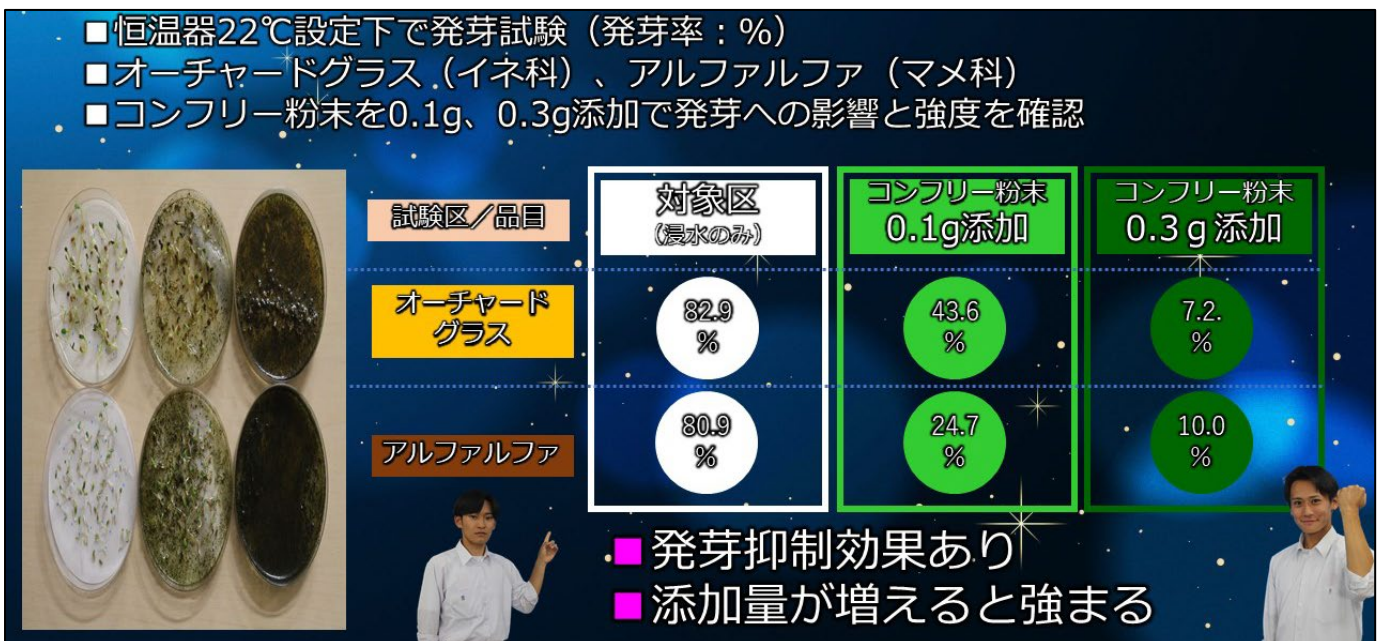 ■恒温器22℃設定下で発芽試験（発芽率：%）
■オーチャードグラス（イネ科）、アルファルファ（マメ科）
■コンフリー粉末を0.1g、0.3g添加で発芽への影響と強度を確認
試験区／品目
対象区
（浸水のみ）
コンフリー粉末
0.1g添加
コンフリー粉末
0.3ｇ添加
オーチャード
グラス
82.9
%
43.6
%
7.2.
%
アルファルファ
80.9
%
24.7
%
10.0
%
■発芽抑制効果あり
■添加量が増えると強まる